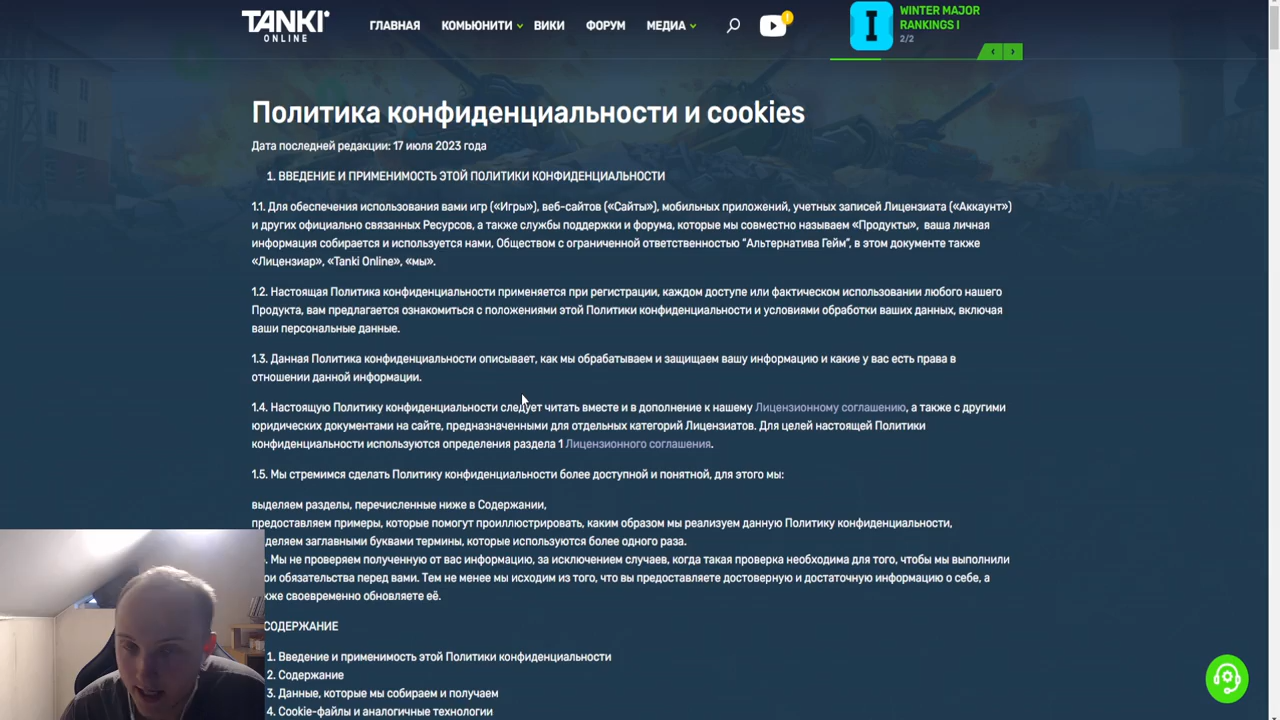 TANKI
ONLINE
ГЛАВНАЯ
КОМЬЮНИТИ
ВИКИ
ФОРУМ
МЕДИА
1
I
WINTER MAJOR
RANKINGS I
2/2
Политика конфиденциальности и cookies
Дата последней редакции: 17 июля 2023 года
1. ВВЕДЕНИЕ И ПРИМЕНИМОСТЬ ЭТОЙ ПОЛИТИКИ КОНФИДЕНЦИАЛЬНОСТИ
1.1. Для обеспечения использования вами игр («Игры»), веб-сайтов («Сайты»), мобильных приложений, учетных записей Лицензиата («Аккаунт»)
и других официально связанных Ресурсов, а также службы поддержки и форума, которые мы совместно называем «Продукты», ваша личная
информация собирается и используется нами, Обществом с ограниченной ответственностью “Альтернатива Гейм”, в этом документе также
«Лицензиар», «Tanki Online», «мы».
1.2. Настоящая Политика конфиденциальности применяется при регистрации, каждом доступе или фактическом использовании любого нашего
Продукта, вам предлагается ознакомиться с положениями этой Политики конфиденциальности и условиями обработки ваших данных, включая
ваши персональные данные.
1.3. Данная Политика конфиденциальности описывает, как мы обрабатываем и защищаем вашу информацию и какие у вас есть права в
отношении данной информации.
1.4. Настоящую Политику конфиденциальности следует читать вместе и в дополнение к нашему Лицензионному соглашению, а также с другими
юридических документами на сайте, предназначенными для отдельных категорий Лицензиатов. Для целей настоящей Политики
конфиденциальности используются определения раздела 1 Лицензионного соглашения.
1.5. Мы стремимся сделать Политику конфиденциальности более доступной и понятной, для этого мы:
выделяем разделы, перечисленные ниже в Содержании,
предоставляем примеры, которые помогут проиллюстрировать, каким образом мы реализуем данную Политику конфиденциальности,
деляем заглавными буквами термины, которые используются более одного раза.
Мы не проверяем полученную от вас информацию, за исключением случаев, когда такая проверка необходима для того, чтобы мы выполнили
ои обязательства перед вами. Тем не менее мы исходим из того, что вы предоставляете достоверную и достаточную информацию о себе, а
кже своевременно обновляете её.
СОДЕРЖАНИЕ
1. Введение и применимость этой Политики конфиденциальности
2. Содержание
3. Данные, которые мы собираем и получаем
4. Cookie-файлы и аналогичные технологии